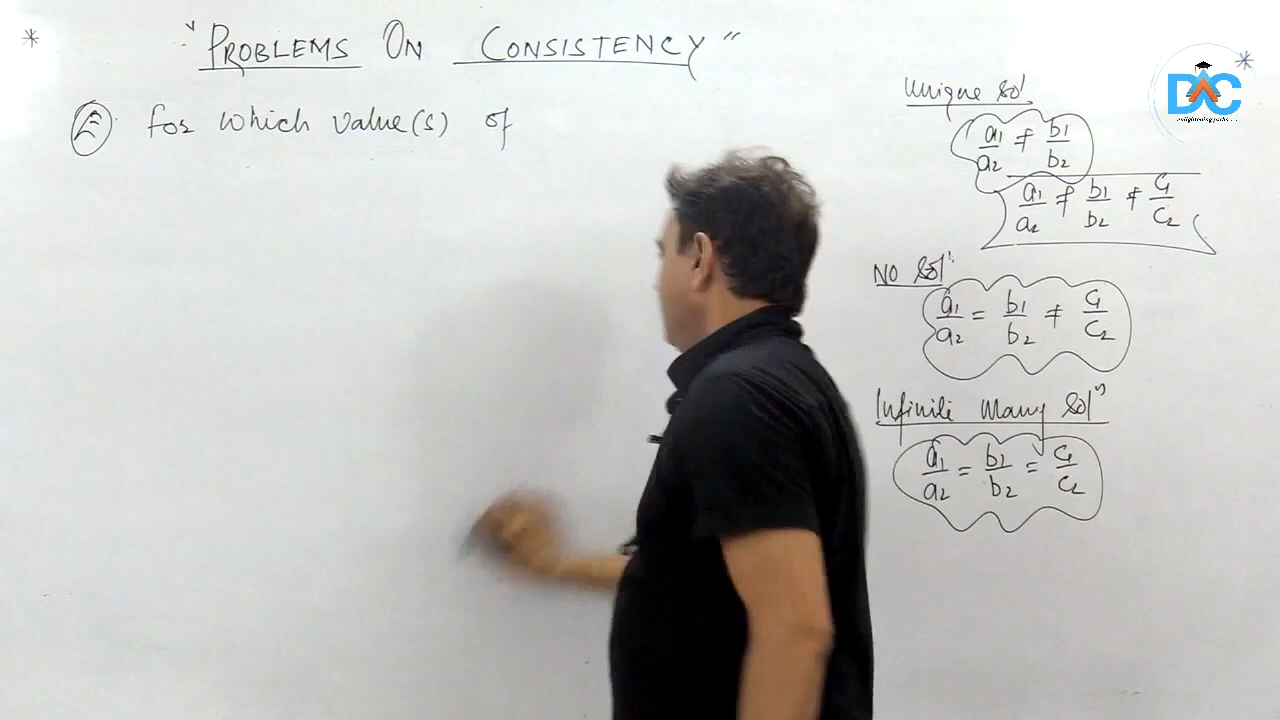 * "PROBLEMS ON CONSISTENCY" *
E for which value(s) of
DAC
Unique Sol
a1/a2 ≠ b1/b2
a1/a2 ≠ b1/b2 ≠ c1/c2
NO Sol^n
a1/a2 = b1/b2 ≠ c1/c2
Infinite Many Sol^n
a1/a2 = b1/b2 = c1/c2